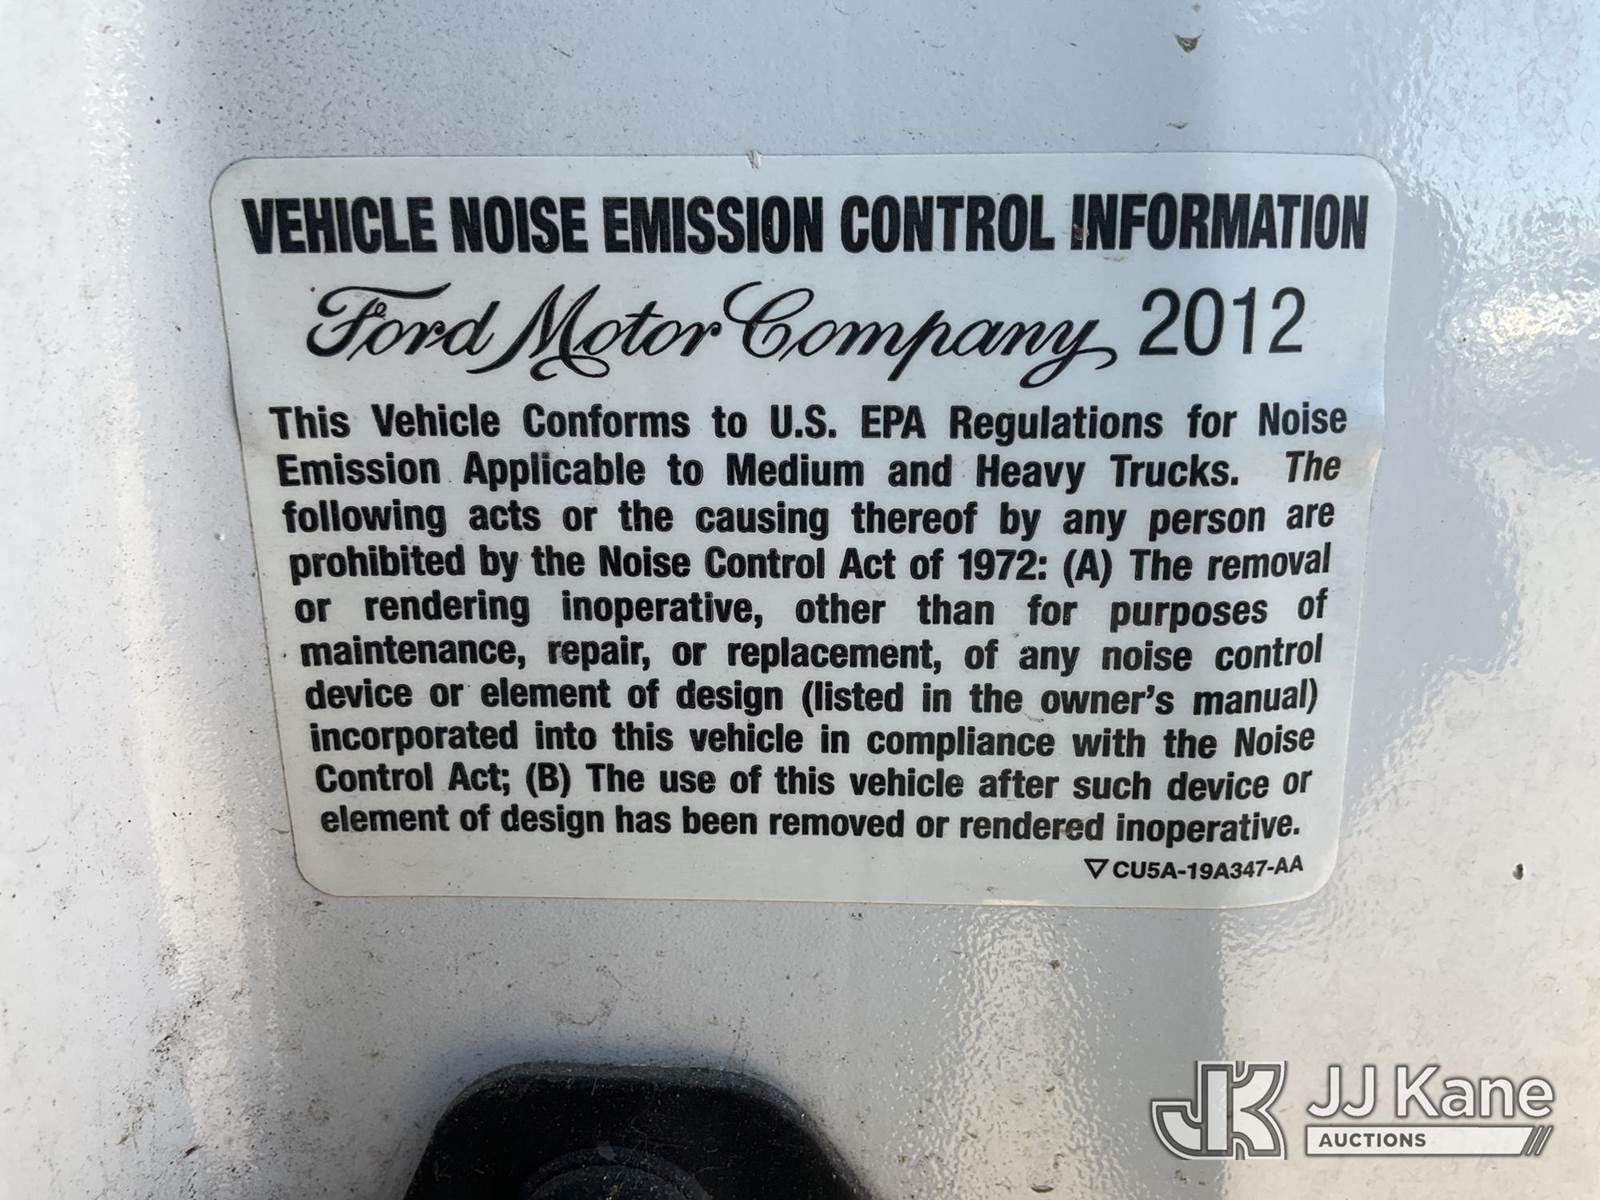 VEHICLE NOISE EMISSION CONTROL INFORMATION
Ford Motor Company 2012
This Vehicle Conforms to U.S. EPA Regulations for Noise
Emission Applicable to Medium and Heavy Trucks. The
following acts or the causing thereof by any person are
prohibited by the Noise Control Act of 1972: (A) The removal
or rendering inoperative, other than for purposes of
maintenance, repair, or replacement, of any noise control
device or element of design (listed in the owner's manual)
incorporated into this vehicle in compliance with the Noise
Control Act; (B) The use of this vehicle after such device or
element of design has been removed or rendered inoperative.
▽ CU5A-19A347-AA
JK JJ Kane
AUCTIONS